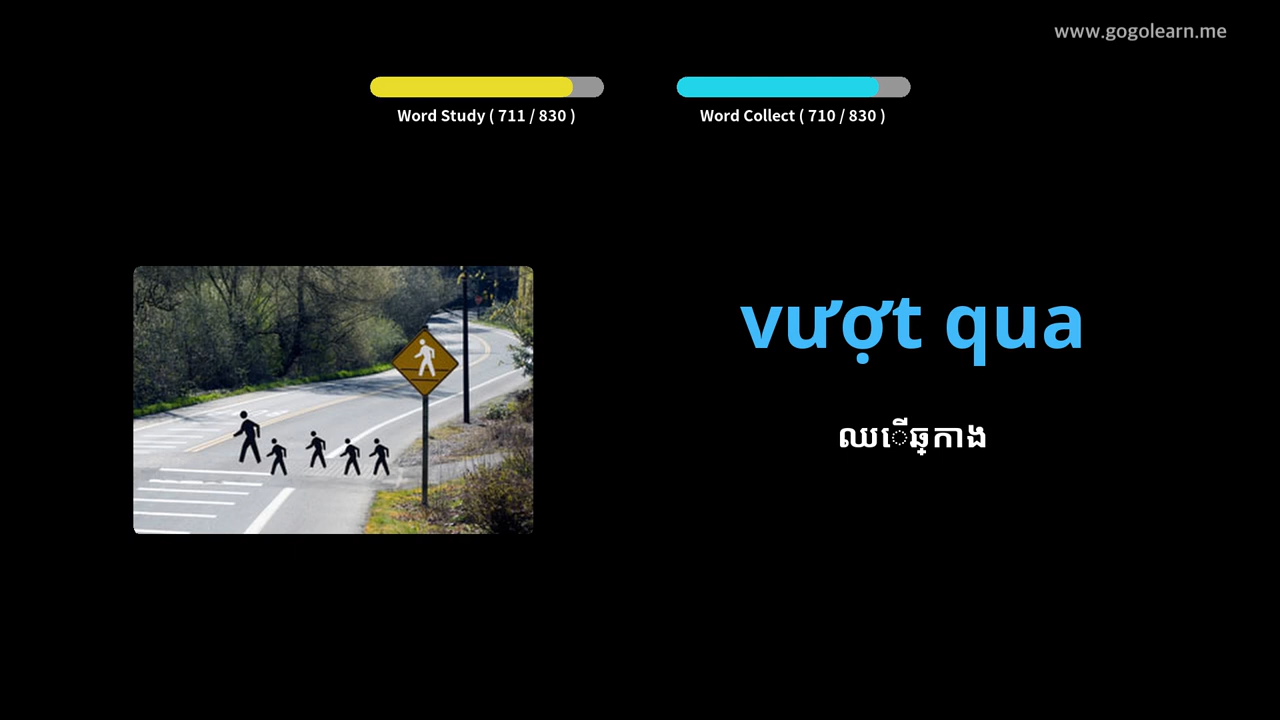 www.gogolearn.me
Word Study ( 711 / 830 )
Word Collect ( 710 / 830 )
vượt qua
ឈើឆ្កាង